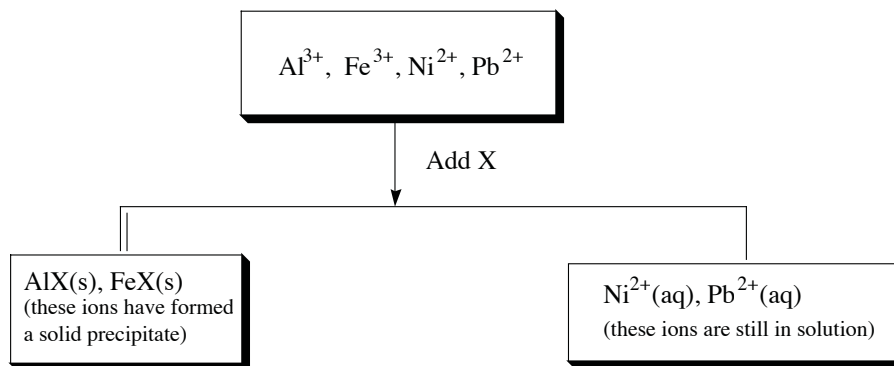 Al³⁺, Fe³⁺, Ni²⁺, Pb²⁺
Add X
AlX(s), FeX(s)
(these ions have formed
a solid precipitate)
Ni²⁺(aq), Pb²⁺(aq)
(these ions are still in solution)